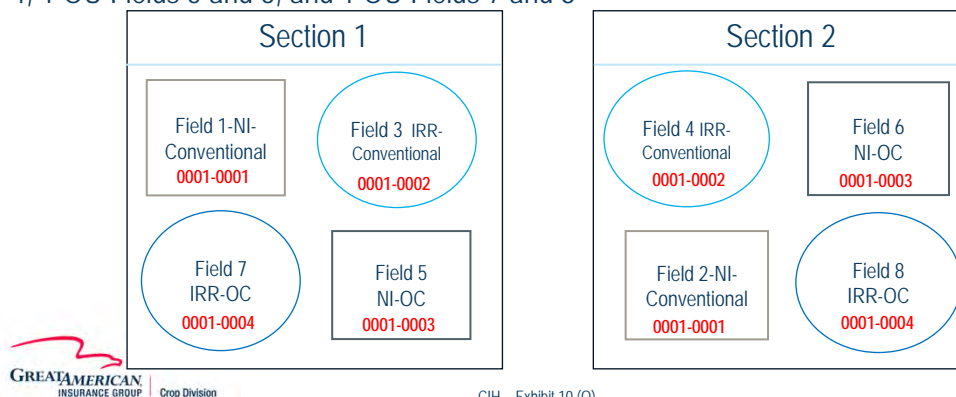 Section 1
Field 1-NI-
Conventional
0001-0001
Field 3 IRR-
Conventional
0001-0002
Field 7
IRR-OC
0001-0004
Field 5
NI-OC
0001-0003
Section 2
Field 4 IRR-
Conventional
0001-0002
Field 6
NI-OC
0001-0003
Field 2-NI-
Conventional
0001-0001
Field 8
IRR-OC
0001-0004
GREATAMERICAN.
INSURANCE GROUP
Crop Division